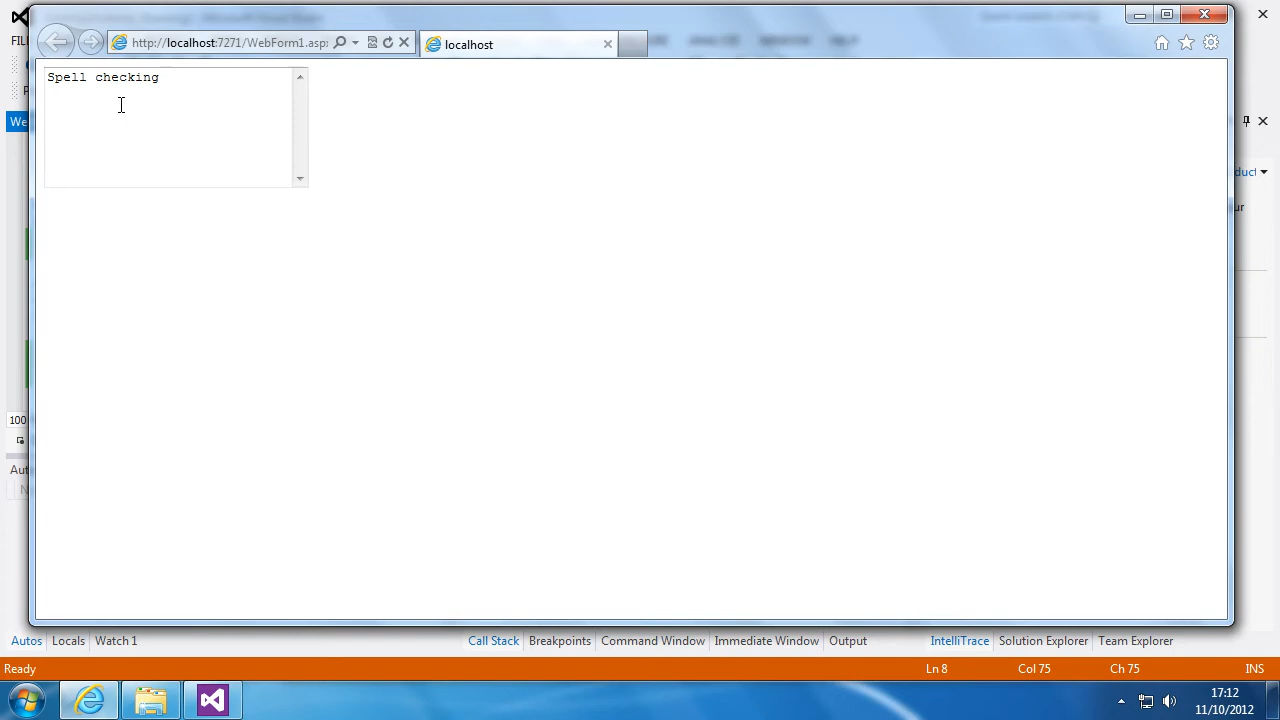 FIL
http://localhost:7271/WebForm1.asp:
localhost
Spell checking
We
duct
ur
100
Aut
N
Autos Locals Watch 1 Call Stack Breakpoints Command Window Immediate Window Output IntelliTrace Solution Explorer Team Explorer
Ready Ln 8 Col 75 Ch 75 INS
17:12
11/10/2012